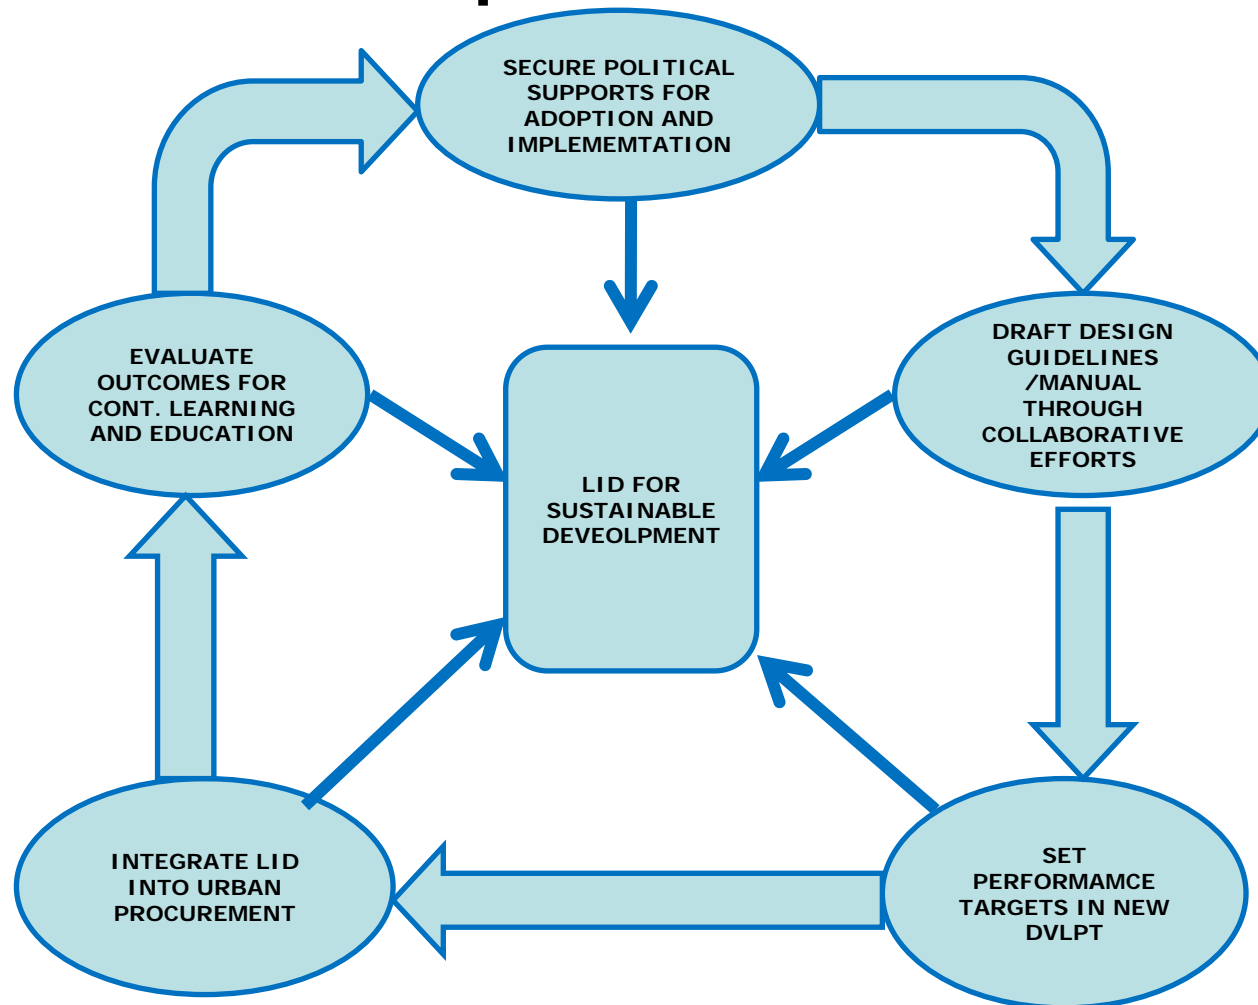 SECURE POLITICAL
SUPPORTS FOR
ADOPTION AND
IMPLEMEMTATION
EVALUATE
OUTCOMES FOR
CONT. LEARNING
AND EDUCATION
DRAFT DESIGN
GUIDELINES
/MANUAL
THROUGH
COLLABORATIVE
EFFORTS
LID FOR
SUSTAINABLE
DEVEOLPMENT
INTEGRATE LID
INTO URBAN
PROCUREMENT
SET
PERFORMAMCE
TARGETS IN NEW
DVLPT